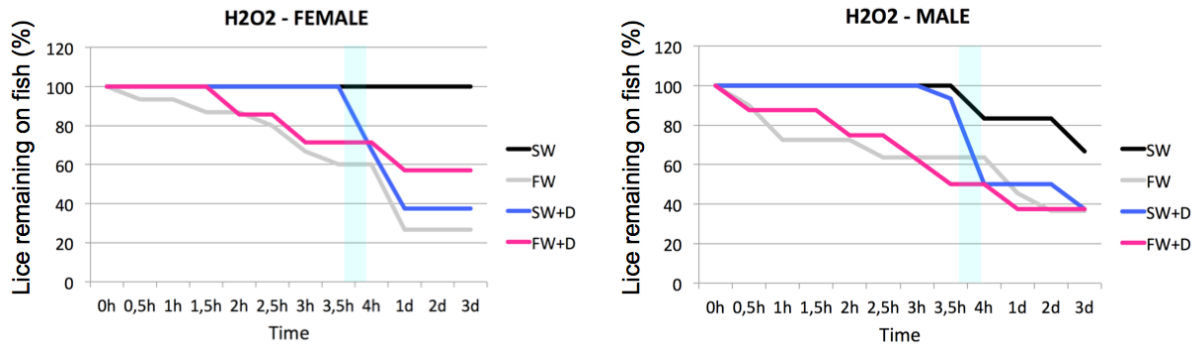 H2O2 - FEMALE
Lice remaining on fish (%)
120
100
80
60
40
20
0
0h 0,5h 1h 1,5h 2h 2,5h 3h 3,5h 4h 1d 2d 3d
Time
SW
FW
SW+D
FW+D
H2O2 - MALE
Lice remaining on fish (%)
120
100
80
60
40
20
0
0h 0,5h 1h 1,5h 2h 2,5h 3h 3,5h 4h 1d 2d 3d
Time
SW
FW
SW+D
FW+D